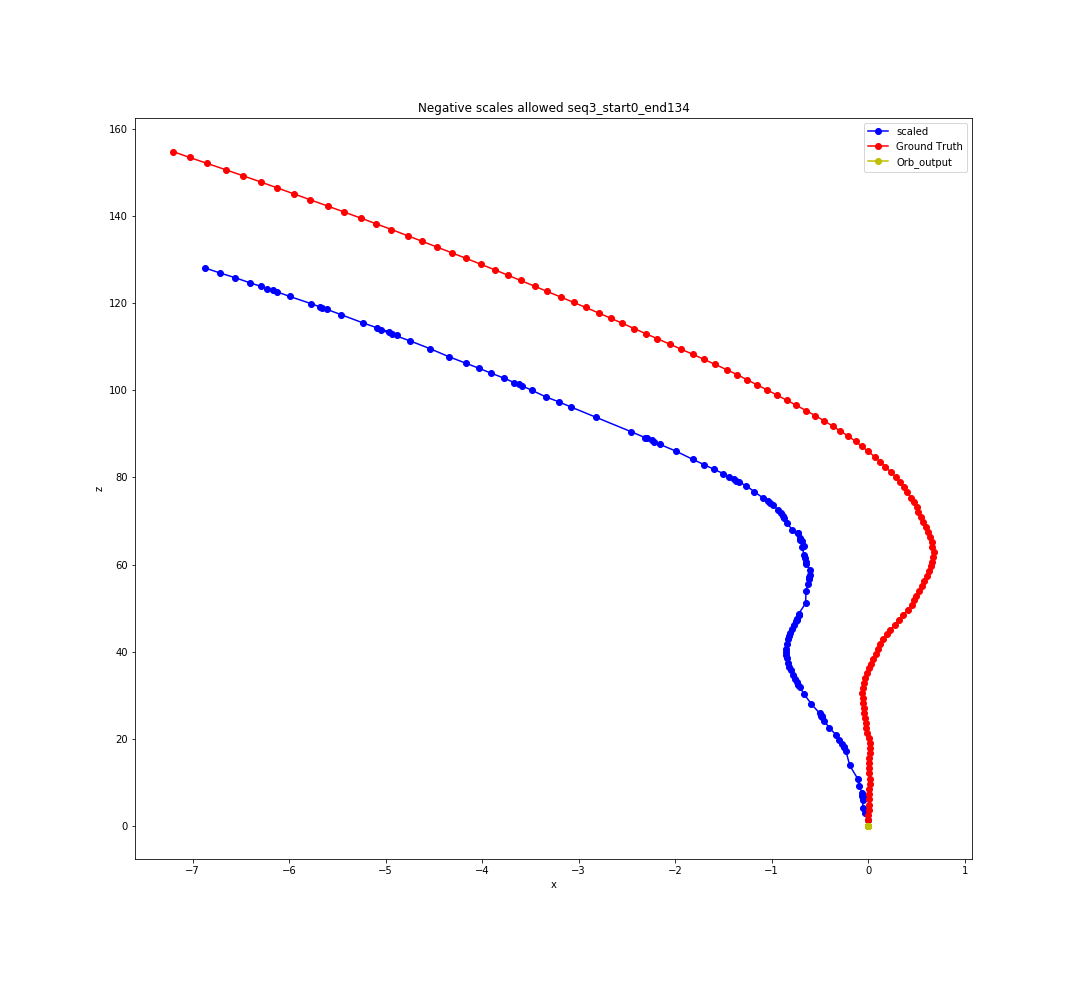 Negative scales allowed seq3_start0_end134
scaled
Ground Truth
Orb_output
160
140
120
100
80
60
40
20
0
z
−7 −6 −5 −4 −3 −2 −1 0 1
x